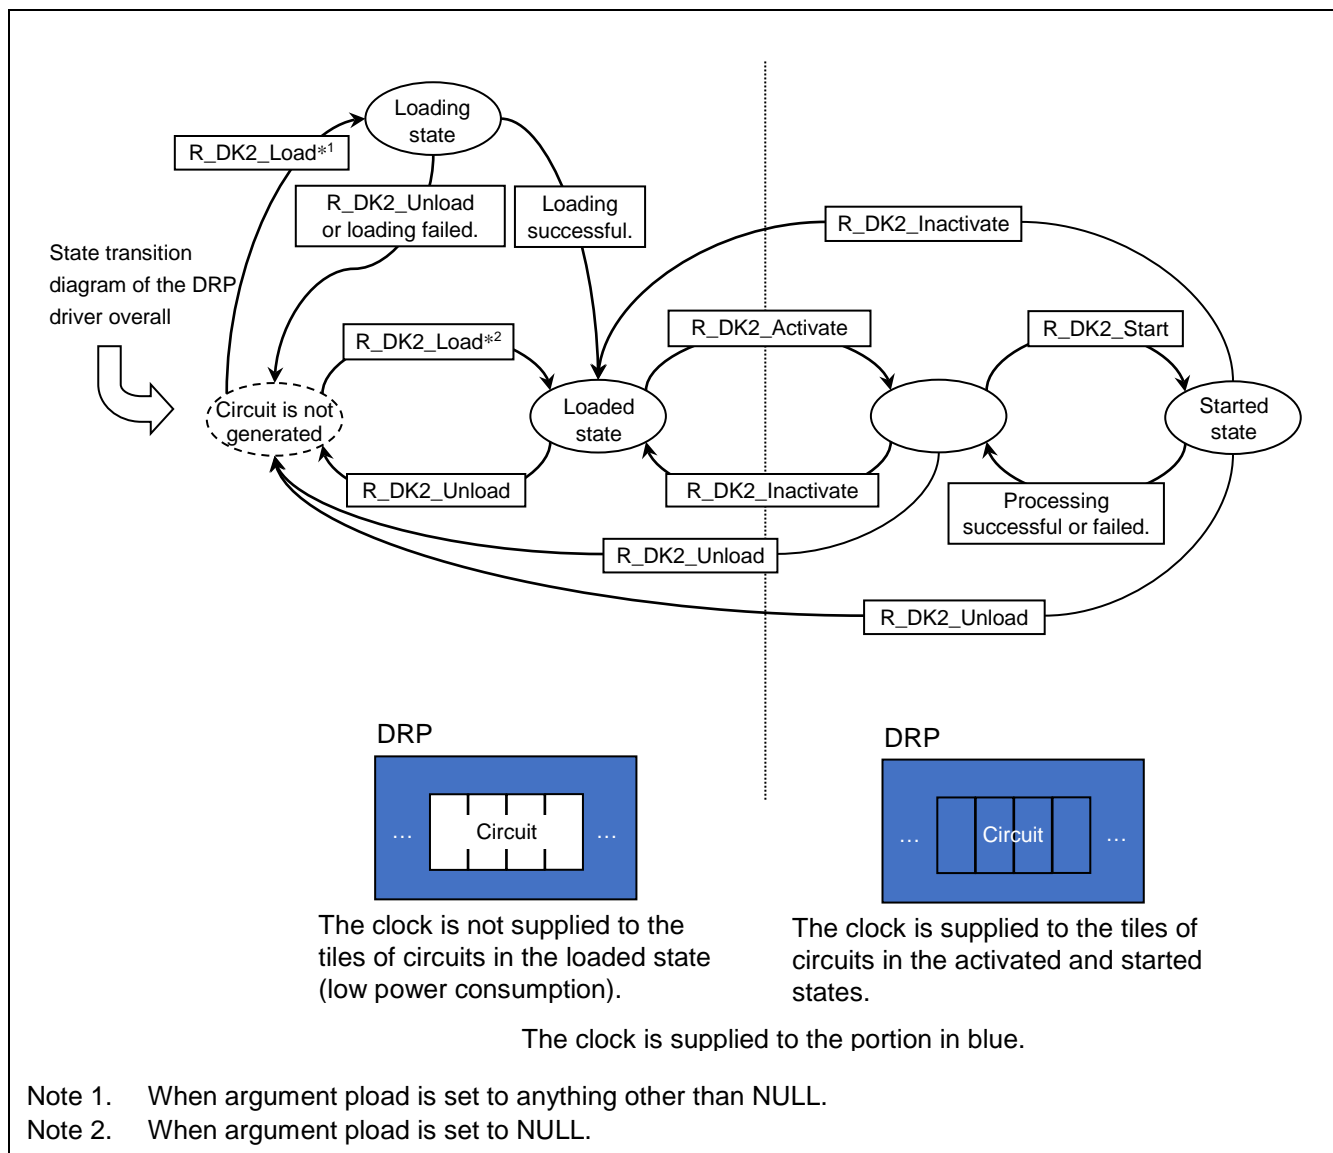 Loading
state
R_DK2_Load*1
R_DK2_Unload
or loading failed.
Loading
successful.
R_DK2_Inactivate
State transition
diagram of the DRP
driver overall
R_DK2_Load*2
R_DK2_Activate
R_DK2_Start
Circuit is not
generated
Loaded
state
Started
state
R_DK2_Unload
R_DK2_Inactivate
Processing
successful or failed.
R_DK2_Unload
R_DK2_Unload
DRP
... Circuit ...
The clock is not supplied to the
tiles of circuits in the loaded state
(low power consumption).
DRP
... Circuit ...
The clock is supplied to the tiles of
circuits in the activated and started
states.
The clock is supplied to the portion in blue.
Note 1. When argument pload is set to anything other than NULL.
Note 2. When argument pload is set to NULL.